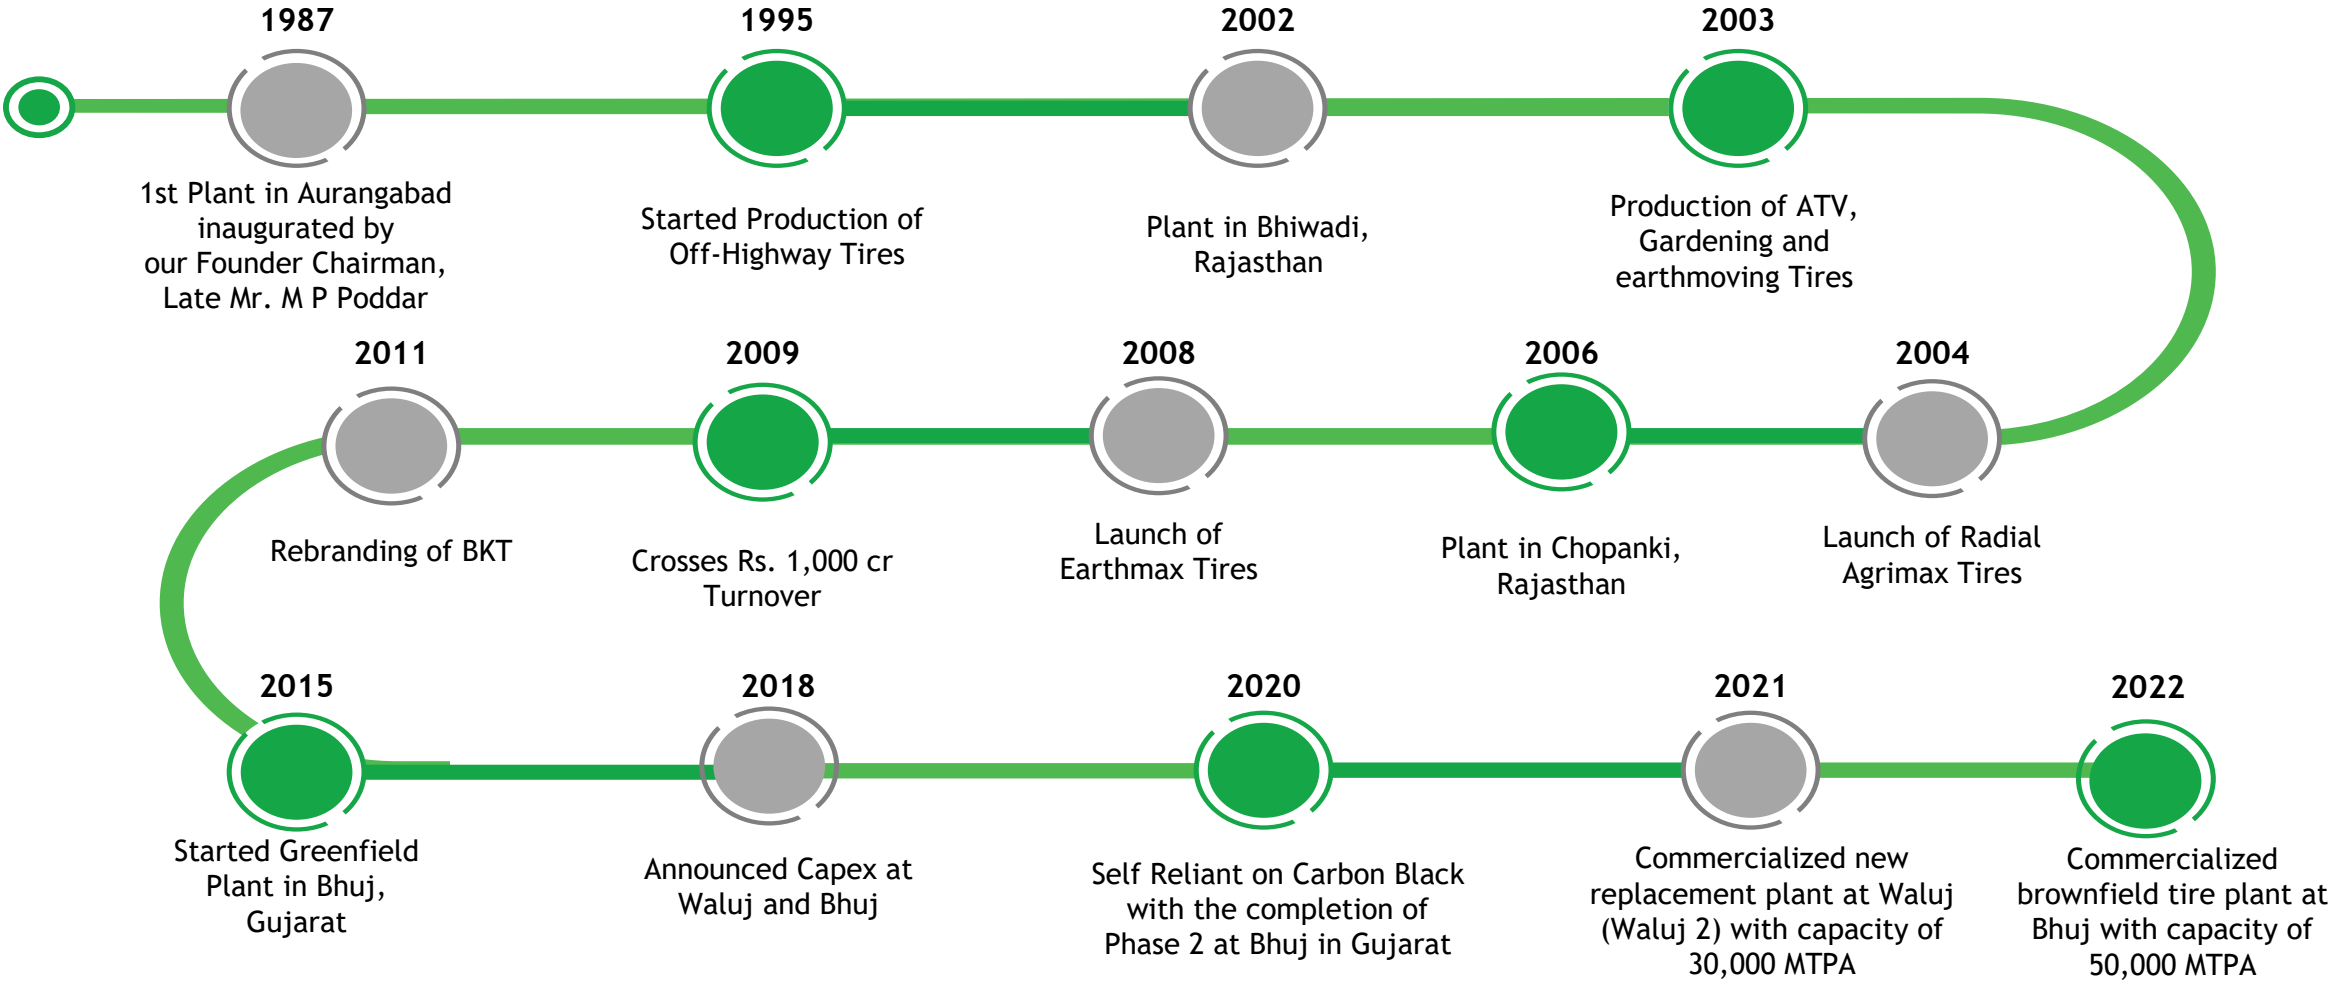 1987
1st Plant in Aurangabad
inaugurated by
our Founder Chairman,
Late Mr. M P Poddar
1995
Started Production of
Off-Highway Tires
2002
Plant in Bhiwadi,
Rajasthan
2003
Production of ATV,
Gardening and
earthmoving Tires
2004
Launch of Radial
Agrimax Tires
2006
Plant in Chopanki,
Rajasthan
2008
Launch of
Earthmax Tires
2009
Crosses Rs. 1,000 cr
Turnover
2011
Rebranding of BKT
2015
Started Greenfield
Plant in Bhuj,
Gujarat
2018
Announced Capex at
Waluj and Bhuj
2020
Self Reliant on Carbon Black
with the completion of
Phase 2 at Bhuj in Gujarat
2021
Commercialized new
replacement plant at Waluj
(Waluj 2) with capacity of
30,000 MTPA
2022
Commercialized
brownfield tire plant at
Bhuj with capacity of
50,000 MTPA